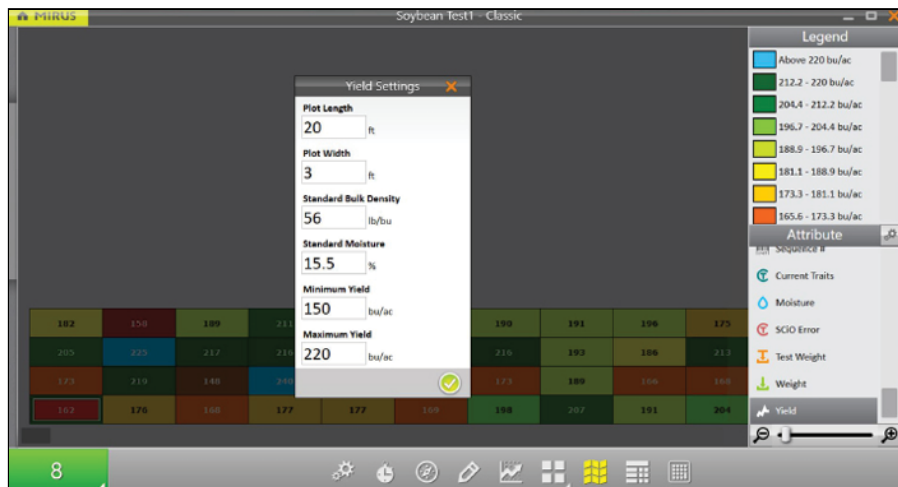 MIRUS
Soybean Test1 - Classic
Legend
Above 220 bu/ac
212.2 - 220 bu/ac
204.4 - 212.2 bu/ac
196.7 - 204.4 bu/ac
188.9 - 196.7 bu/ac
181.1 - 188.9 bu/ac
173.3 - 181.1 bu/ac
165.6 - 173.3 bu/ac
Attribute
Sequence #
Current Traits
Moisture
SCiO Error
Test Weight
Weight
Yield
Yield Settings
Plot Length
20 ft
Plot Width
3 ft
Standard Bulk Density
56 lb/bu
Standard Moisture
15.5 %
Minimum Yield
150 bu/ac
Maximum Yield
220 bu/ac
182 150 189 211 190 191 196 175
205 225 217 216 216 193 186 213
173 219 148 240 173 189 166 168
162 176 160 177 177 169 198 207 191 204
8